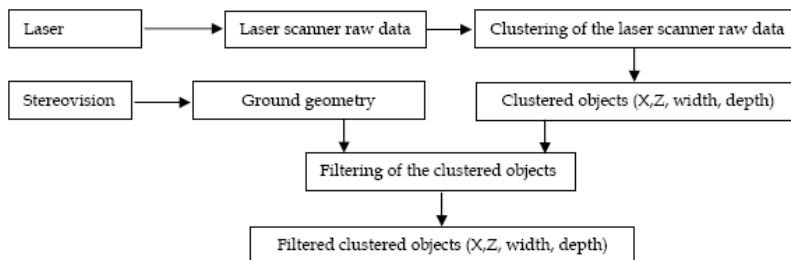 Laser
Laser scanner raw data
Clustering of the laser scanner raw data
Stereovision
Ground geometry
Clustered objects (X,Z, width, depth)
Filtering of the clustered objects
Filtered clustered objects (X,Z, width, depth)